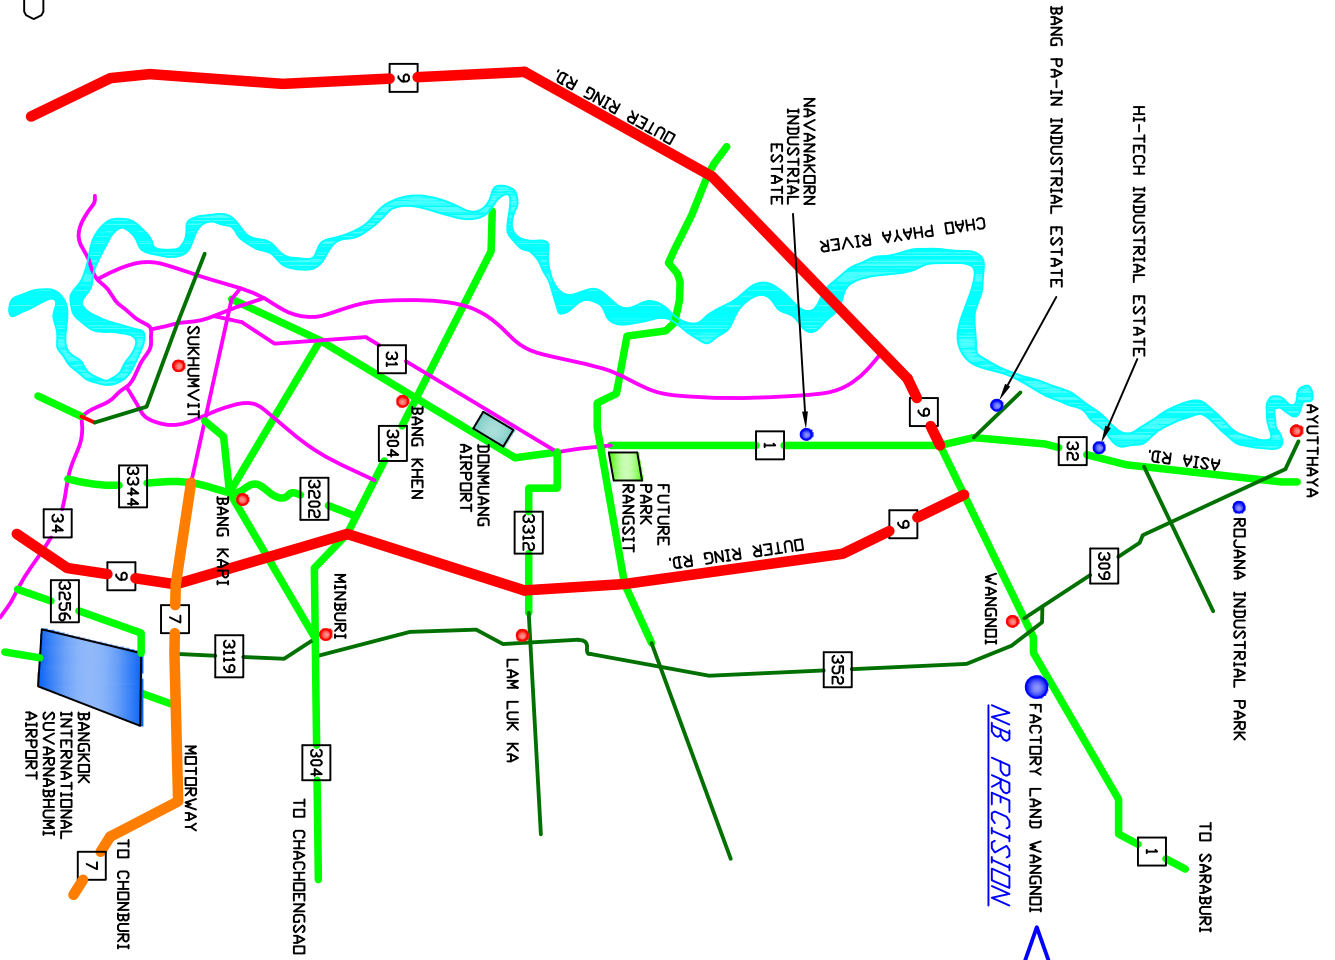 AYUTTHAYA
ROJANA INDUSTRIAL PARK
TO SARABURI
1
ASIA RD.
HI-TECH INDUSTRIAL ESTATE
309
32
BANG PA-IN INDUSTRIAL ESTATE
FACTORY LAND WANGNOI
NB PRECISION
WANGNOI
CHAO PHAYA RIVER
9
9
352
NAVANAKORN
INDUSTRIAL
ESTATE
1
OUTER RING RD.
OUTER RING RD.
FUTURE
PARK
RANGSIT
3312
LAM LUK KA
DONMUANG
AIRPORT
9
31
BANG KHEN
304
MINBURI
3202
304
TO CHACHOENGSAO
BANG KAPI
3119
SUKHUMVIT
7
MOTORWAY
3344
9
TO CHONBURI
7
34
3256
BANGKOK
INTERNATIONAL
SUVARNABHUMI
AIRPORT